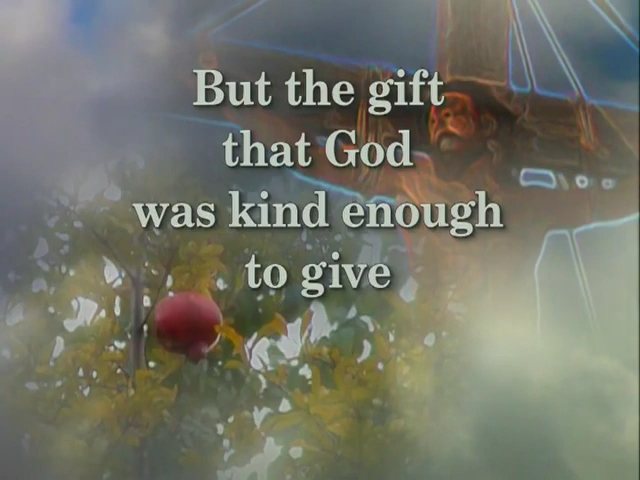 But the gift
that God
was kind enough
to give